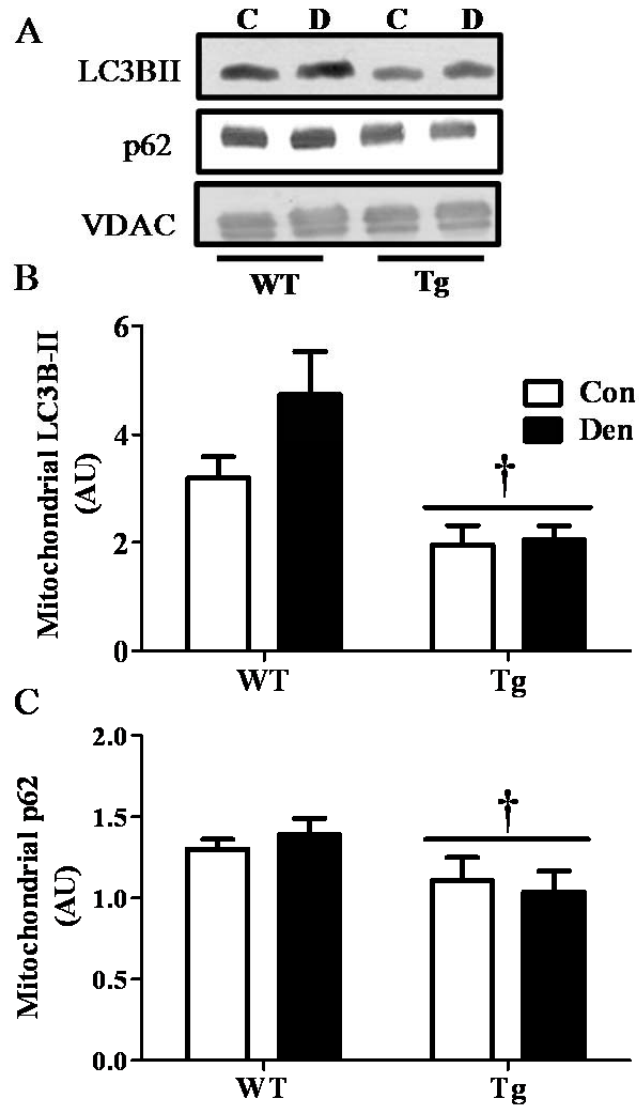 A
C D C D
LC3BII
p62
VDAC
WT Tg
B
Mitochondrial LC3B-II
(AU)
6
4
2
0
Con
Den
†
WT Tg
C
Mitochondrial p62
(AU)
2.0
1.5
1.0
0.5
0.0
†
WT Tg